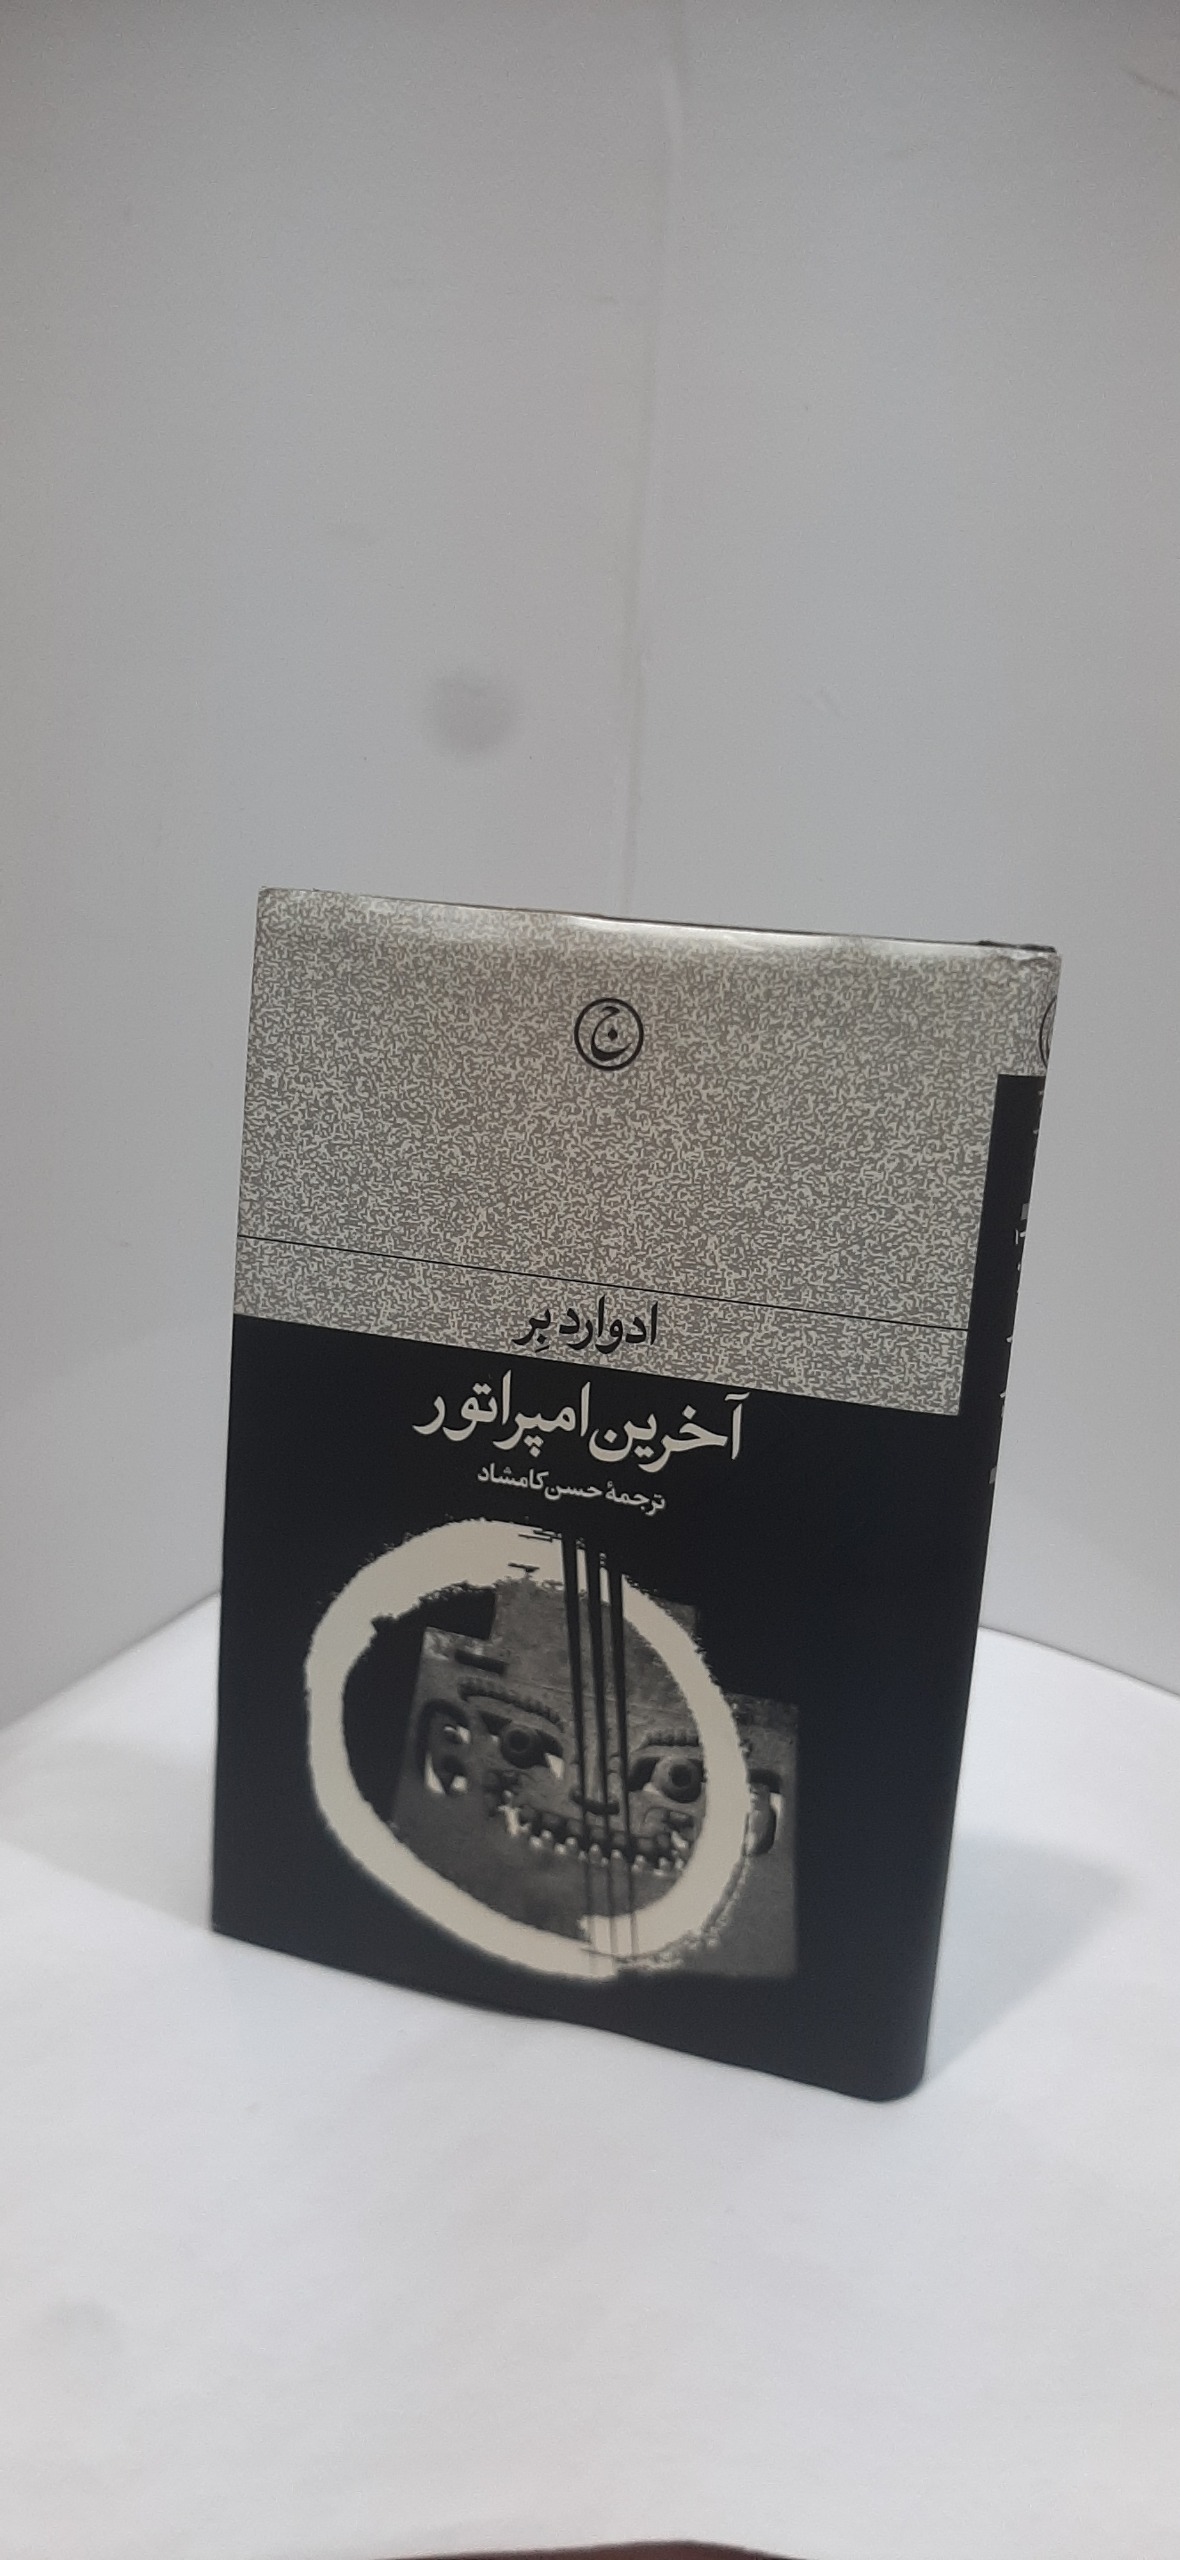 ج
ادوارد بِر
آخرین امپراتور
ترجمهٔ حسن کامشاد